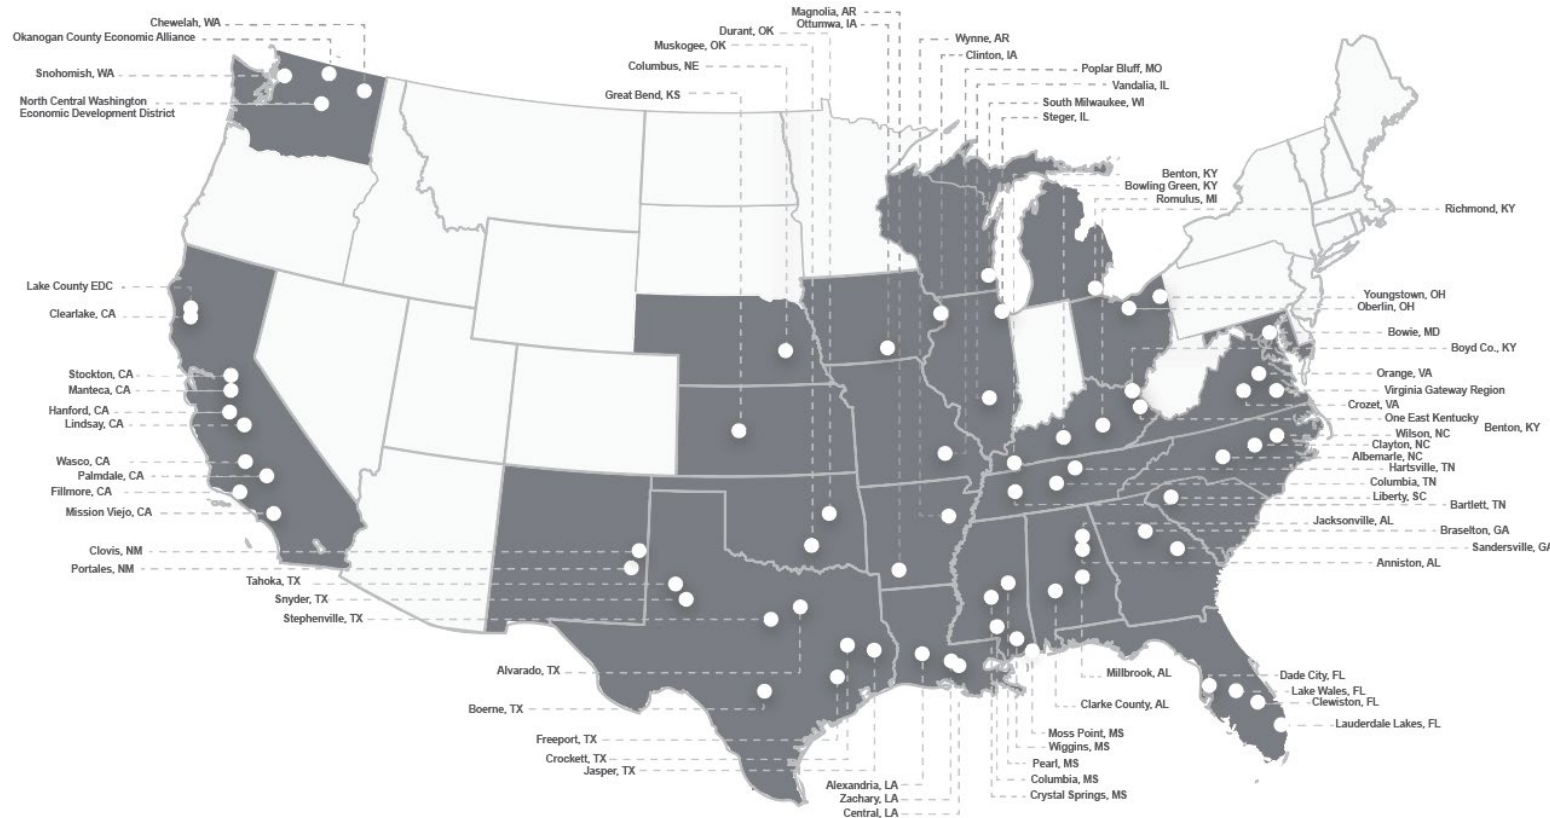 Magnolia, AR
Ottumwa, IA
Chewelah, WA
Durant, OK
Okanogan County Economic Alliance
Muskogee, OK
Wynne, AR
Clinton, IA
Columbus, NE
Poplar Bluff, MO
Snohomish, WA
Vandalia, IL
Great Bend, KS
North Central Washington
Economic Development District
South Milwaukee, WI
Steger, IL
Benton, KY
Bowling Green, KY
Romulus, MI
Richmond, KY
Lake County EDC
Clearlake, CA
Youngstown, OH
Oberlin, OH
Bowie, MD
Boyd Co., KY
Stockton, CA
Manteca, CA
Orange, VA
Virginia Gateway Region
Hanford, CA
Lindsay, CA
Crozet, VA
One East Kentucky
Benton, KY
Wilson, NC
Clayton, NC
Albemarle, NC
Wasco, CA
Hartsville, TN
Palmdale, CA
Columbia, TN
Fillmore, CA
Liberty, SC
Bartlett, TN
Mission Viejo, CA
Jacksonville, AL
Braselton, GA
Clovis, NM
Sandersville, GA
Portales, NM
Anniston, AL
Tahoka, TX
Snyder, TX
Stephenville, TX
Alvarado, TX
Millbrook, AL
Dade City, FL
Lake Wales, FL
Clewiston, FL
Boerne, TX
Clarke County, AL
Lauderdale Lakes, FL
Freeport, TX
Moss Point, MS
Wiggins, MS
Crockett, TX
Pearl, MS
Jasper, TX
Columbia, MS
Alexandria, LA
Crystal Springs, MS
Zachary, LA
Central, LA